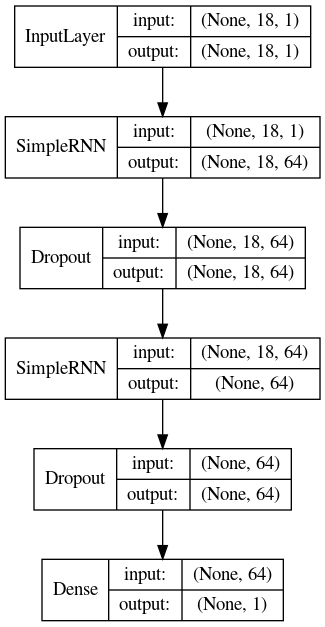 InputLayer
input: (None, 18, 1)
output: (None, 18, 1)
SimpleRNN
input: (None, 18, 1)
output: (None, 18, 64)
Dropout
input: (None, 18, 64)
output: (None, 18, 64)
SimpleRNN
input: (None, 18, 64)
output: (None, 64)
Dropout
input: (None, 64)
output: (None, 64)
Dense
input: (None, 64)
output: (None, 1)